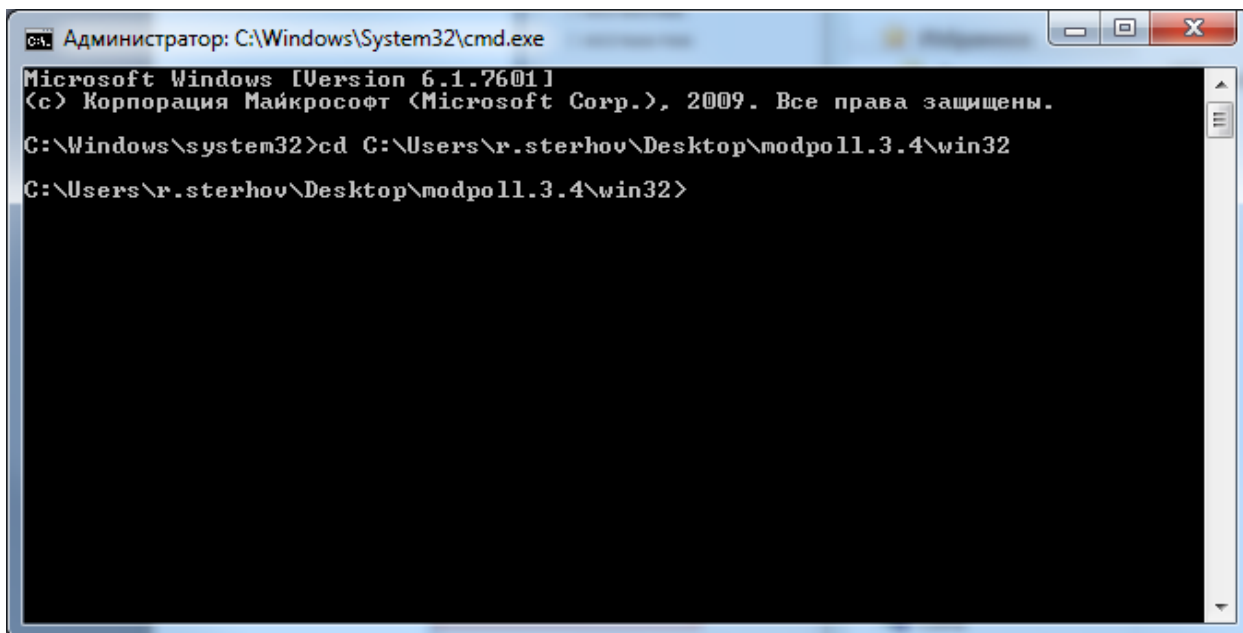 Администратор: C:\Windows\System32\cmd.exe
Microsoft Windows [Version 6.1.7601]
(c) Корпорация Майкрософт (Microsoft Corp.), 2009. Все права защищены.
C:\Windows\system32>cd C:\Users\r.sterhov\Desktop\modpoll.3.4\win32
C:\Users\r.sterhov\Desktop\modpoll.3.4\win32>